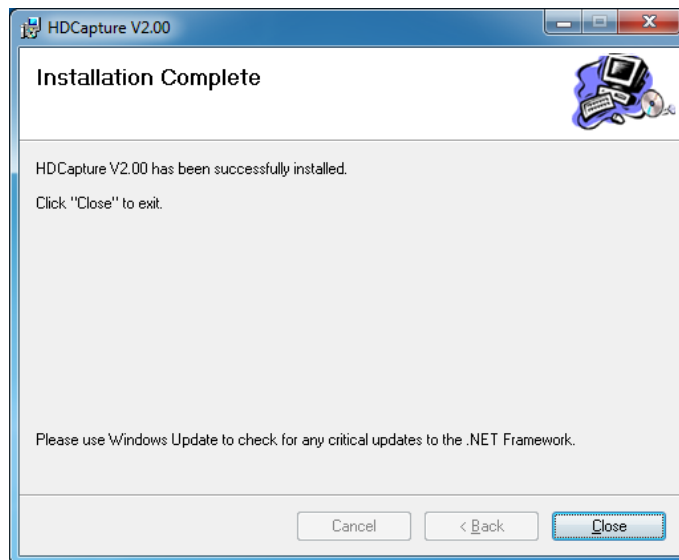 HDCapture V2.00
Installation Complete
HDCapture V2.00 has been successfully installed.
Click "Close" to exit.
Please use Windows Update to check for any critical updates to the .NET Framework.
Cancel
< Back
Close